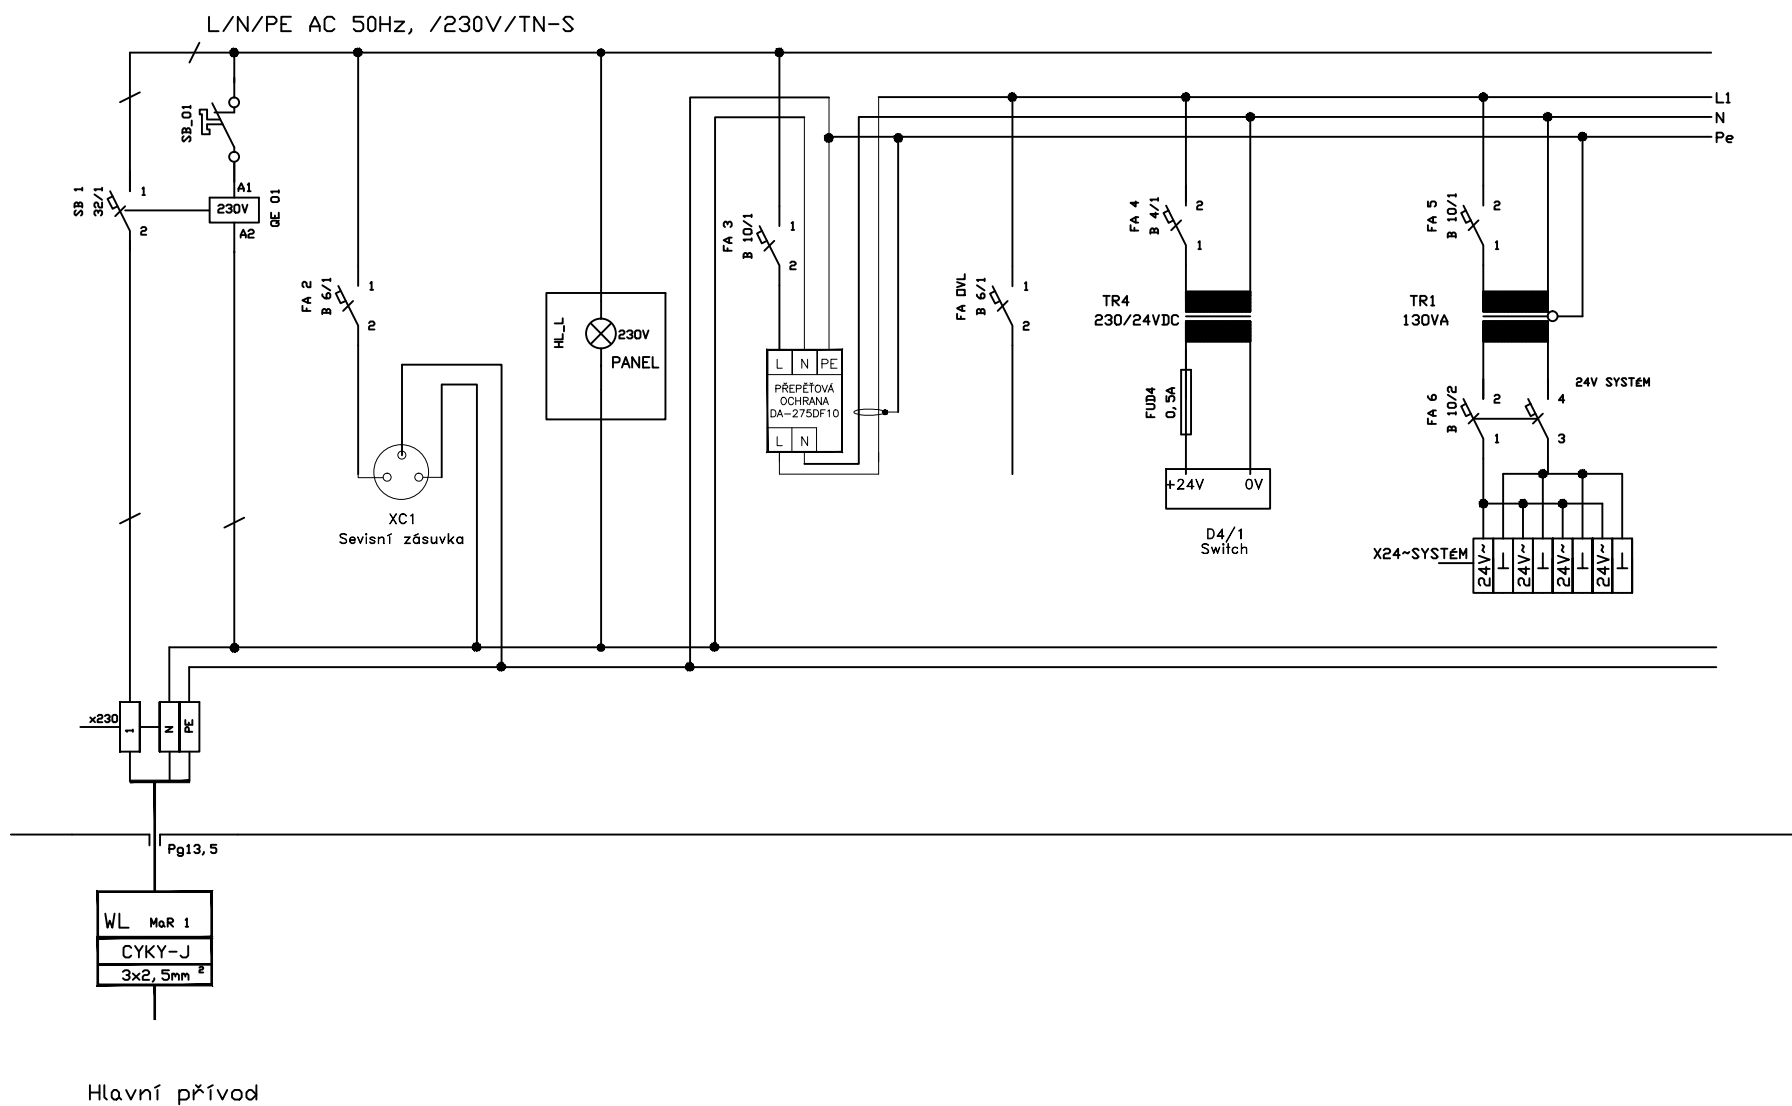 L/N/PE AC 50Hz, /230V/TN-S
L1
N
Pe
SB_01
SB 1
32/1
1
2
A1
230V
A2
QE 01
FA 2
B 6/1
1
2
XC1
Sevisní zásuvka
HL_L
230V
PANEL
FA 3
B 10/1
1
2
L N PE
PŘEPĚŤOVÁ
OCHRANA
DA-275DF10
L N
FA OVL
B 6/1
1
2
FA 4
B 4/1
2
1
TR4
230/24VDC
FUD4
0,5A
+24V 0V
D4/1
Switch
FA 5
B 10/1
2
1
TR1
130VA
24V SYSTÉM
FA 6
B 10/2
2
1
4
3
X24~SYSTÉM
24V~ ⊥ 24V~ ⊥ 24V~ ⊥ 24V~ ⊥
x230
1 N PE
Pg13,5
WL MaR 1
CYKY-J
3x2,5mm²
Hlavní přívod